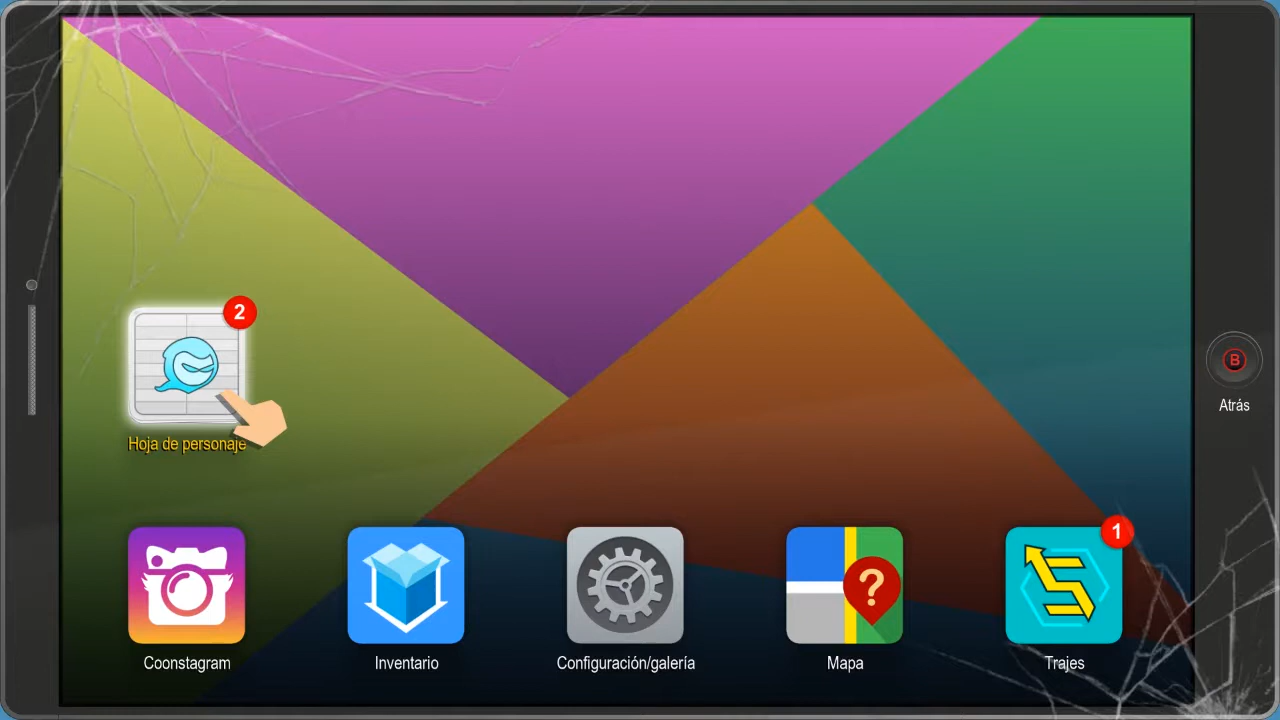 2
Hoja de personaje
B
Atrás
1
?
Coonstagram
Inventario
Configuración/galería
Mapa
Trajes